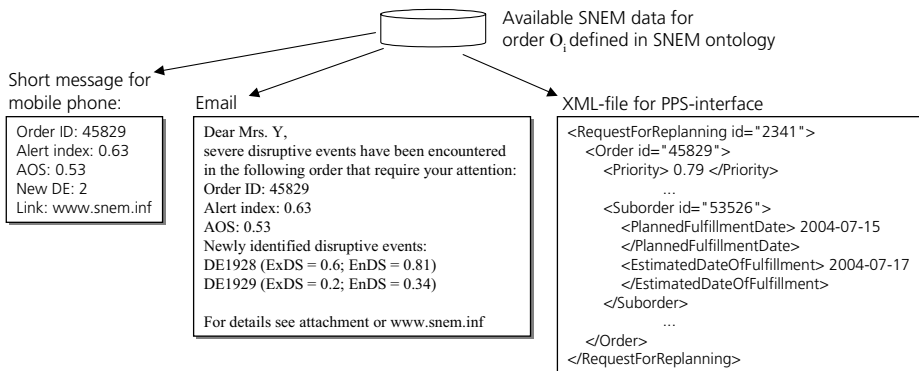 Available SNEM data for
order Oi defined in SNEM ontology
Short message for
mobile phone:
Order ID: 45829
Alert index: 0.63
AOS: 0.53
New DE: 2
Link: www.snem.inf
Email
Dear Mrs. Y,
severe disruptive events have been encountered
in the following order that require your attention:
Order ID: 45829
Alert index: 0.63
AOS: 0.53
Newly identified disruptive events:
DE1928 (ExDS = 0.6; EnDS = 0.81)
DE1929 (ExDS = 0.2; EnDS = 0.34)
For details see attachment or www.snem.inf
XML-file for PPS-interface
<RequestForReplanning id="2341">
<Order id="45829">
<Priority> 0.79 </Priority>
...
<Suborder id="53526">
<PlannedFulfillmentDate> 2004-07-15
</PlannedFulfillmentDate>
<EstimatedDateOfFulfillment> 2004-07-17
</EstimatedDateOfFulfillment>
</Suborder>
...
</Order>
</RequestForReplanning>